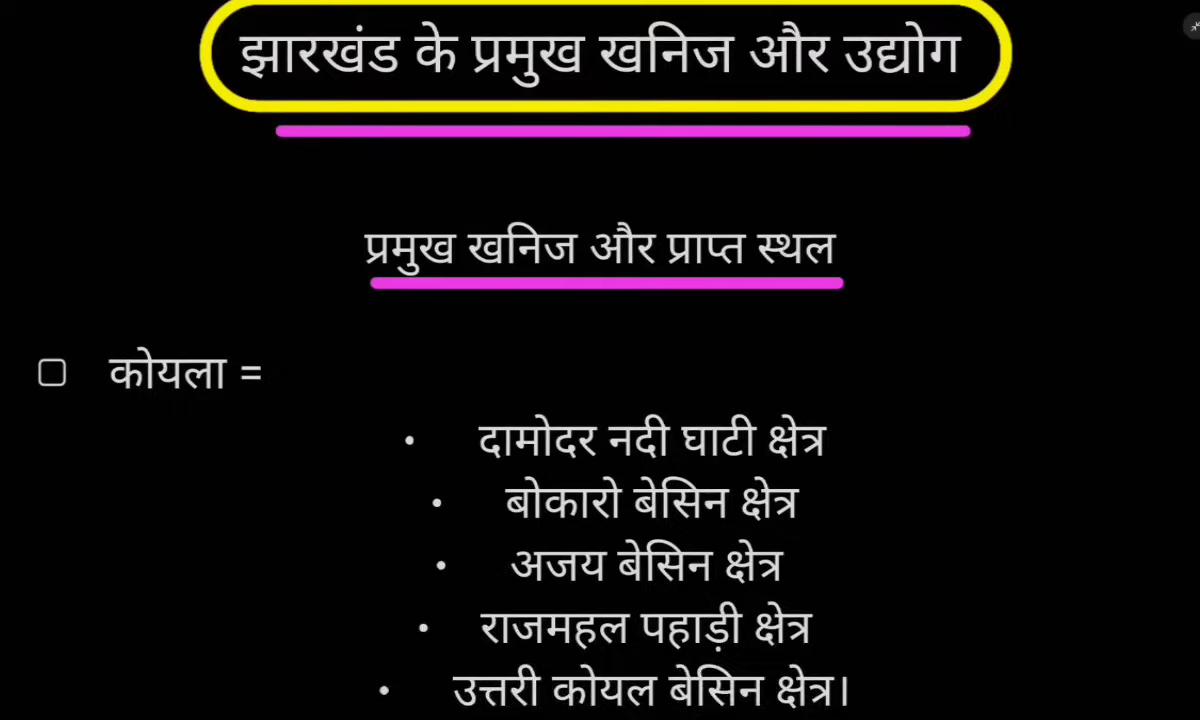 झारखंड के प्रमुख खनिज और उद्योग
प्रमुख खनिज और प्राप्त स्थल
▢ कोयला =
• दामोदर नदी घाटी क्षेत्र
• बोकारो बेसिन क्षेत्र
• अजय बेसिन क्षेत्र
• राजमहल पहाड़ी क्षेत्र
• उत्तरी कोयल बेसिन क्षेत्र।